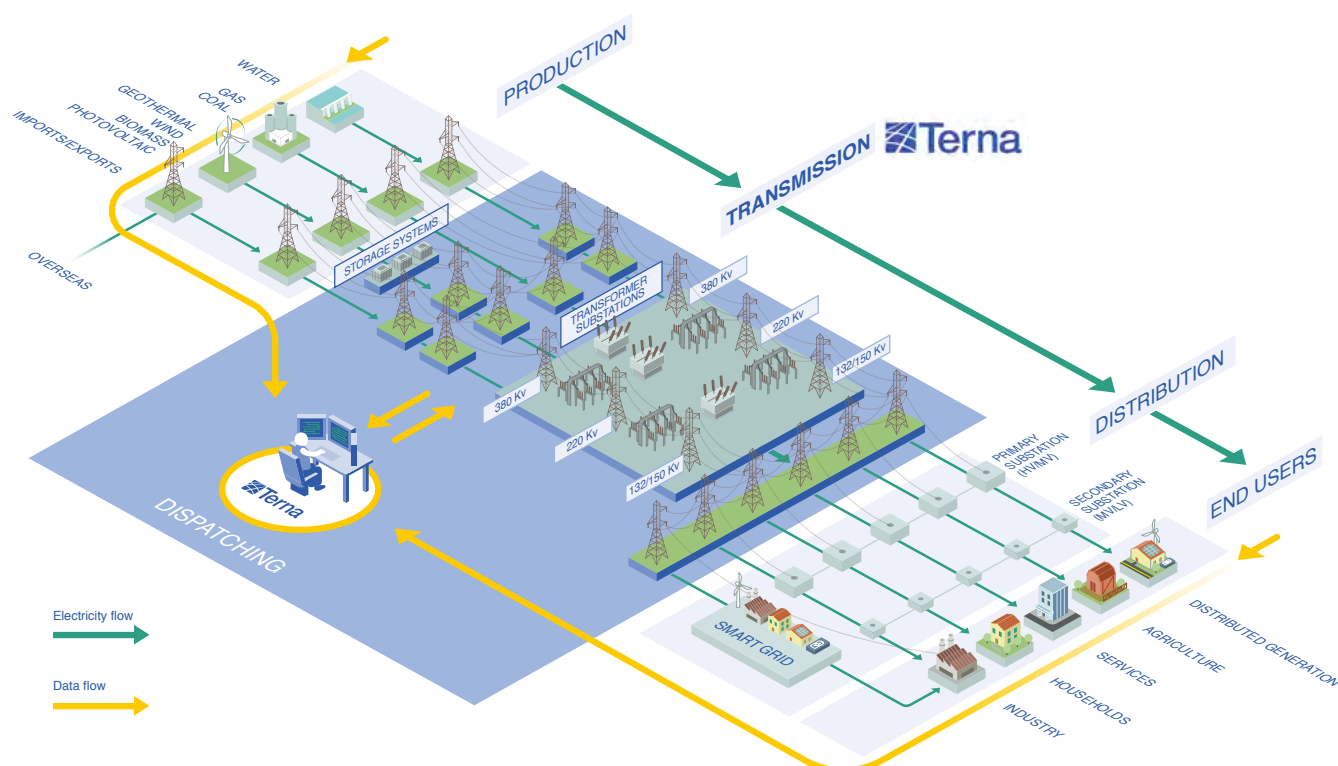 PRODUCTION
TRANSMISSION
Terna
DISTRIBUTION
END USERS
WATER
GAS
COAL
GEOTHERMAL
WIND
BIOMASS
PHOTOVOLTAIC
IMPORTS/EXPORTS
OVERSEAS
STORAGE SYSTEMS
TRANSFORMER
SUBSTATIONS
380 Kv
220 Kv
132/150 Kv
380 Kv
220 Kv
132/150 Kv
PRIMARY
SUBSTATION
(HV/MV)
SECONDARY
SUBSTATION
(MV/LV)
Terna
DISPATCHING
SMART GRID
DISTRIBUTED GENERATION
AGRICULTURE
SERVICES
HOUSEHOLDS
INDUSTRY
Electricity flow
Data flow